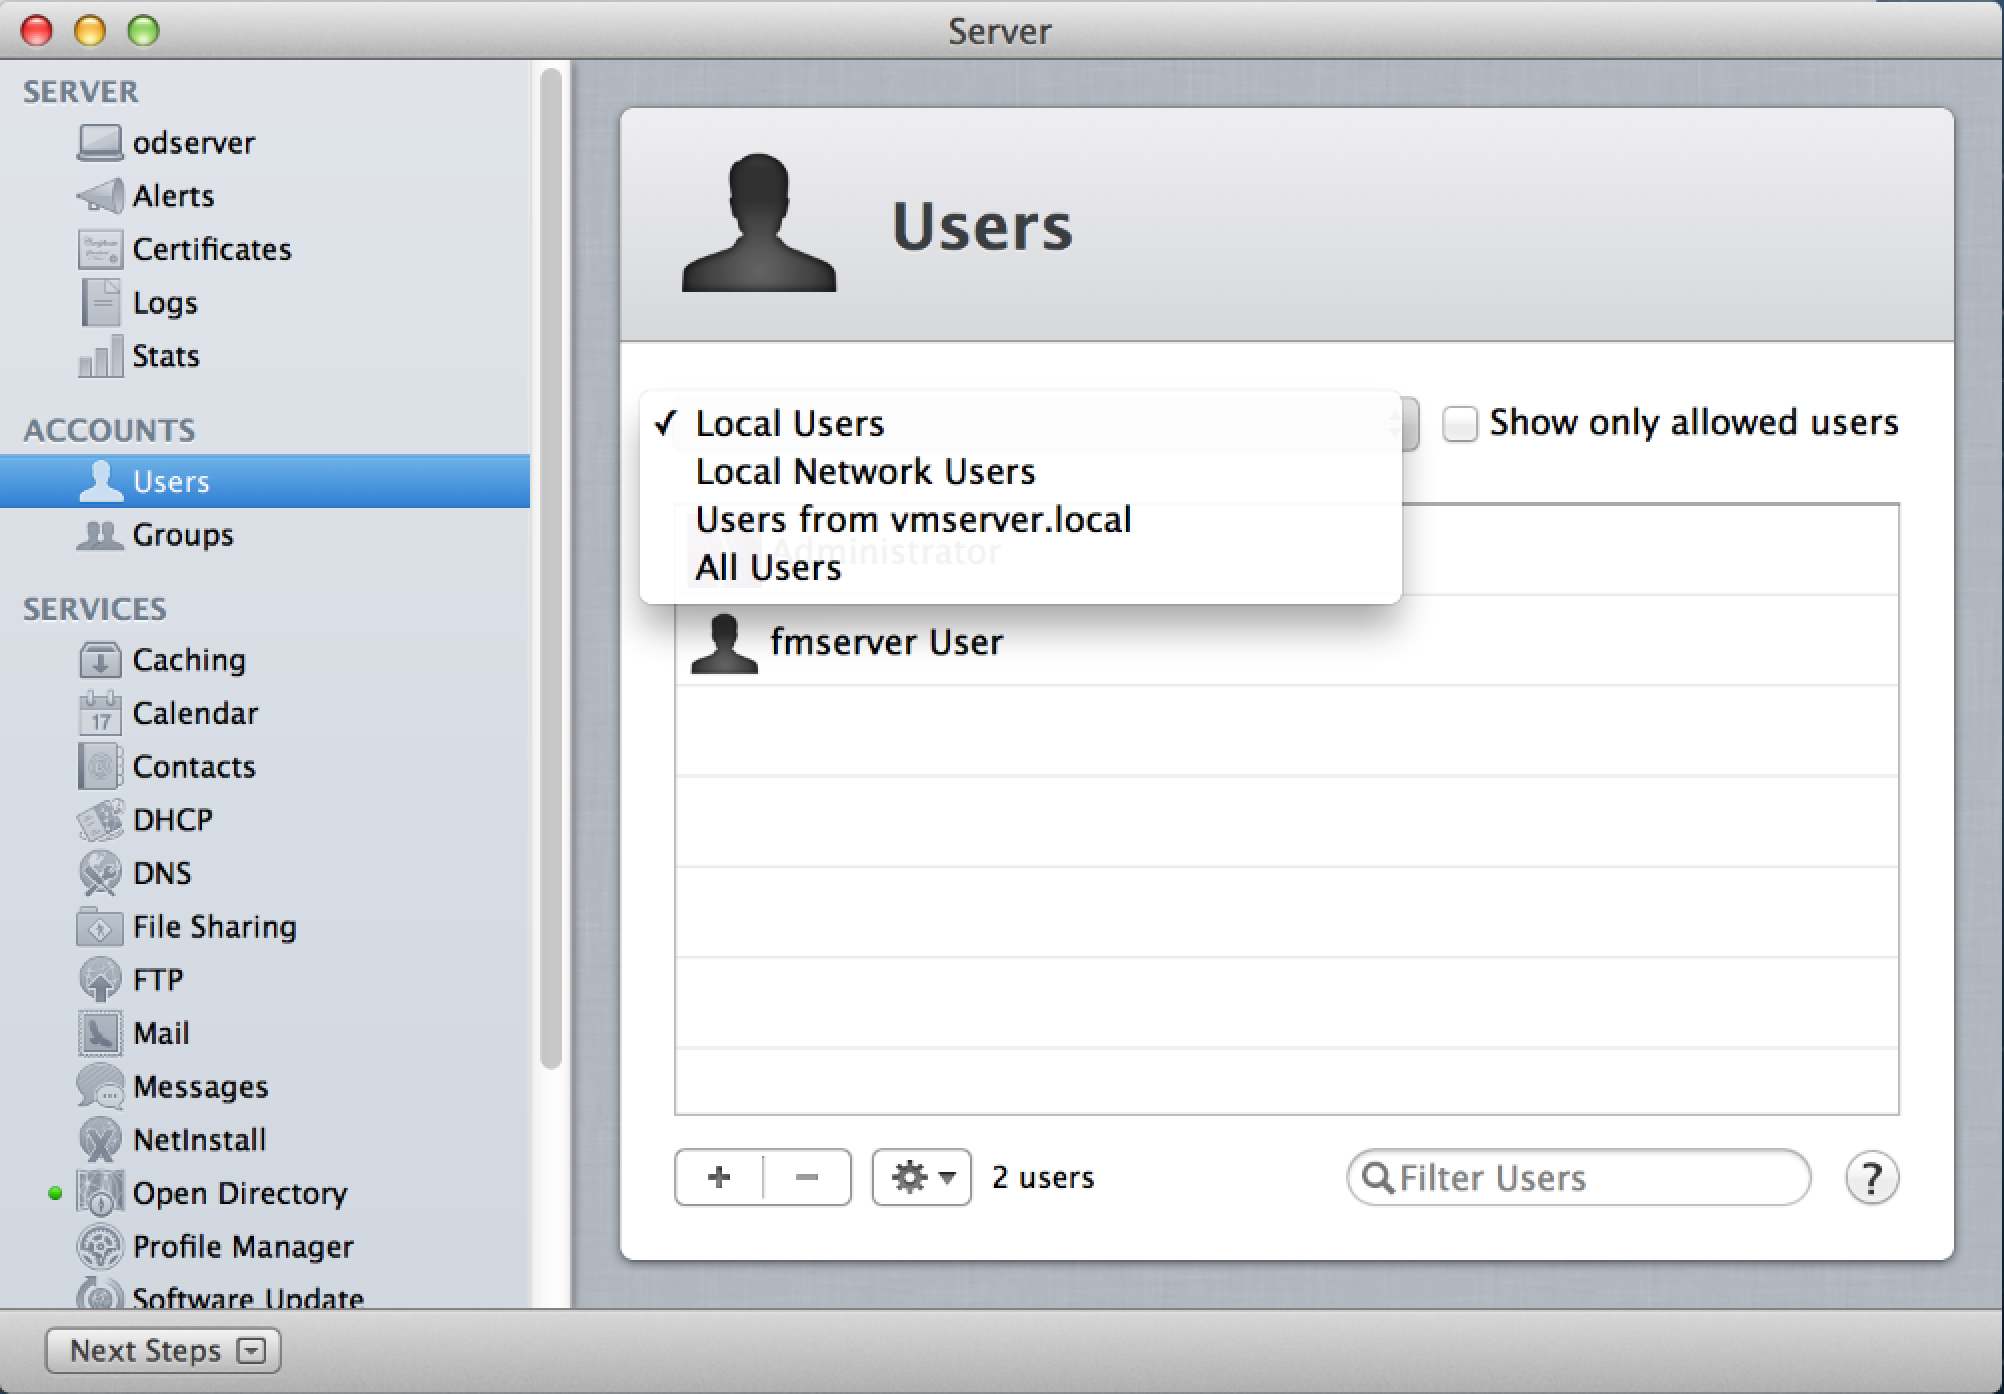 Server
SERVER
odserver
Alerts
Certificates
Logs
Stats
ACCOUNTS
Users
Groups
SERVICES
Caching
17
Calendar
Contacts
DHCP
DNS
File Sharing
FTP
Mail
Messages
NetInstall
Open Directory
Profile Manager
Software Update
Next Steps
Users
✓ Local Users
Local Network Users
Users from vmserver.local
All Users
Show only allowed users
Administrator
fmserver User
+ −
2 users
Filter Users
?